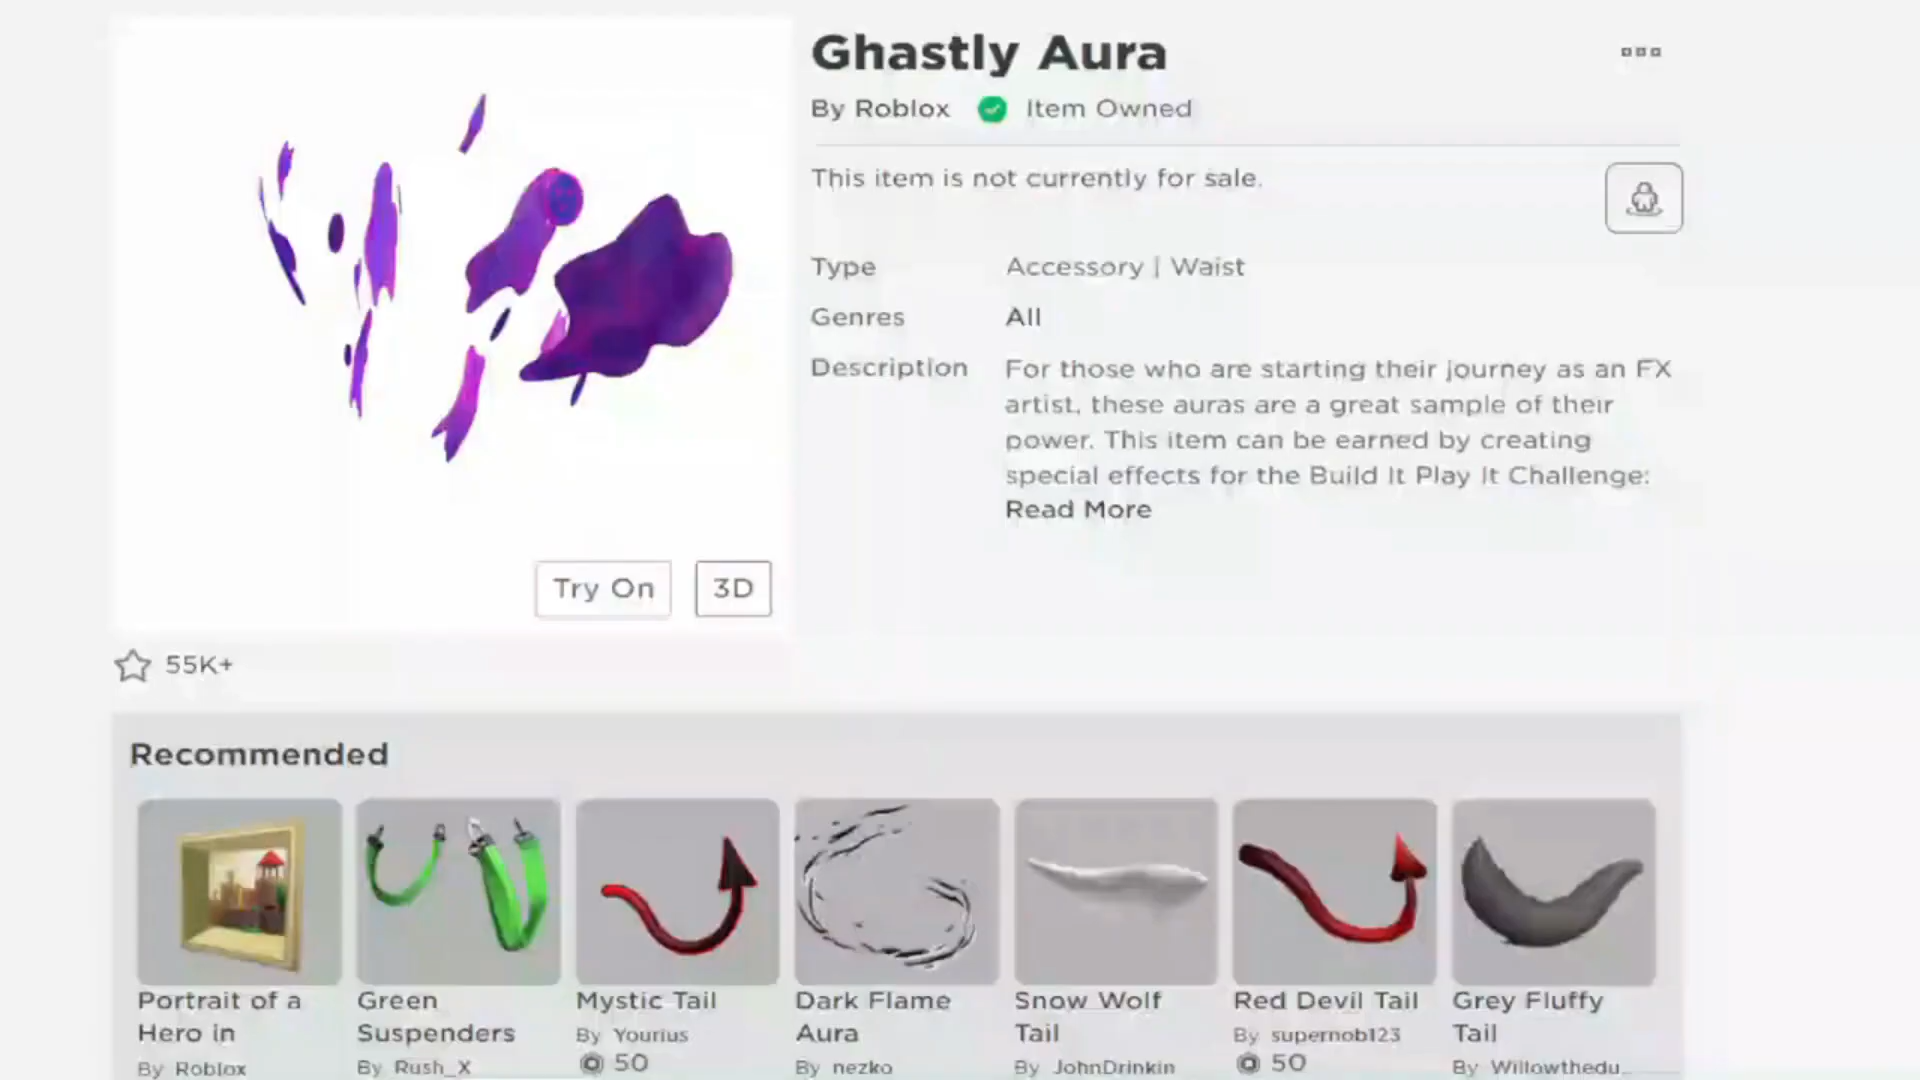 Ghastly Aura
By Roblox Item Owned
This item is not currently for sale.
Type Accessory | Waist
Genres All
Description For those who are starting their journey as an FX
artist, these auras are a great sample of their
power. This item can be earned by creating
special effects for the Build It Play It Challenge:
Read More
Try On 3D
55K+
Recommended
Portrait of a
Hero in
By Roblox
Green
Suspenders
By Rush_X
Mystic Tail
By Yourius
50
Dark Flame
Aura
By nezko
Snow Wolf
Tail
By JohnDrinkin
Red Devil Tail
By supernob123
50
Grey Fluffy
Tail
By Willowthedu...